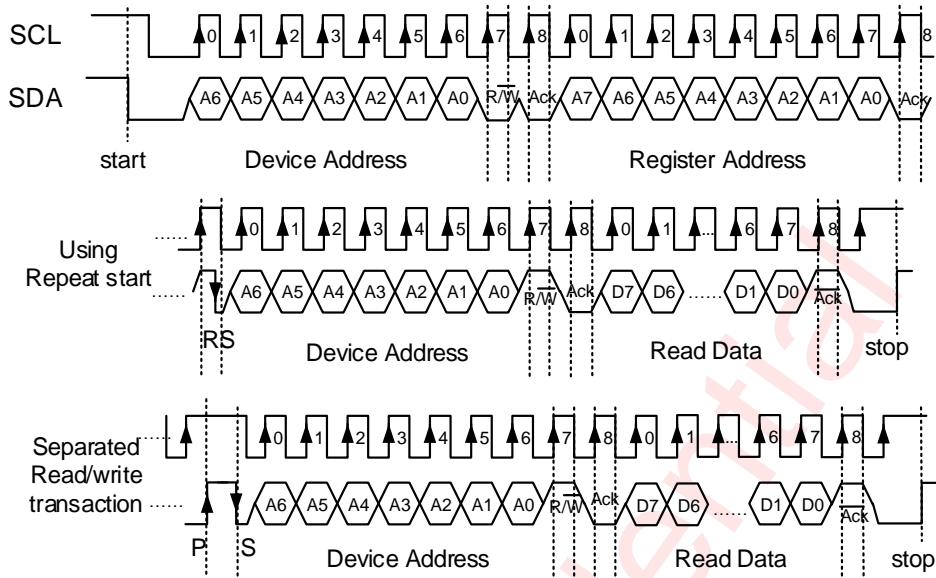 SCL 0 1 2 3 4 5 6 7 8 0 1 2 3 4 5 6 7 8
SDA A6 A5 A4 A3 A2 A1 A0 R/W Ack A7 A6 A5 A4 A3 A2 A1 A0 Ack
start Device Address Register Address
0 1 2 3 4 5 6 7 8 0 1 ... 6 7 8
Using
Repeat start
A6 A5 A4 A3 A2 A1 A0 R/W Ack D7 D6 ...... D1 D0 Ack
RS Device Address Read Data stop
0 1 2 3 4 5 6 7 8 0 1 ... 6 7 8
Separated
Read/write
transaction
A6 A5 A4 A3 A2 A1 A0 R/W Ack D7 D6 ...... D1 D0 Ack
P S Device Address Read Data stop
ential